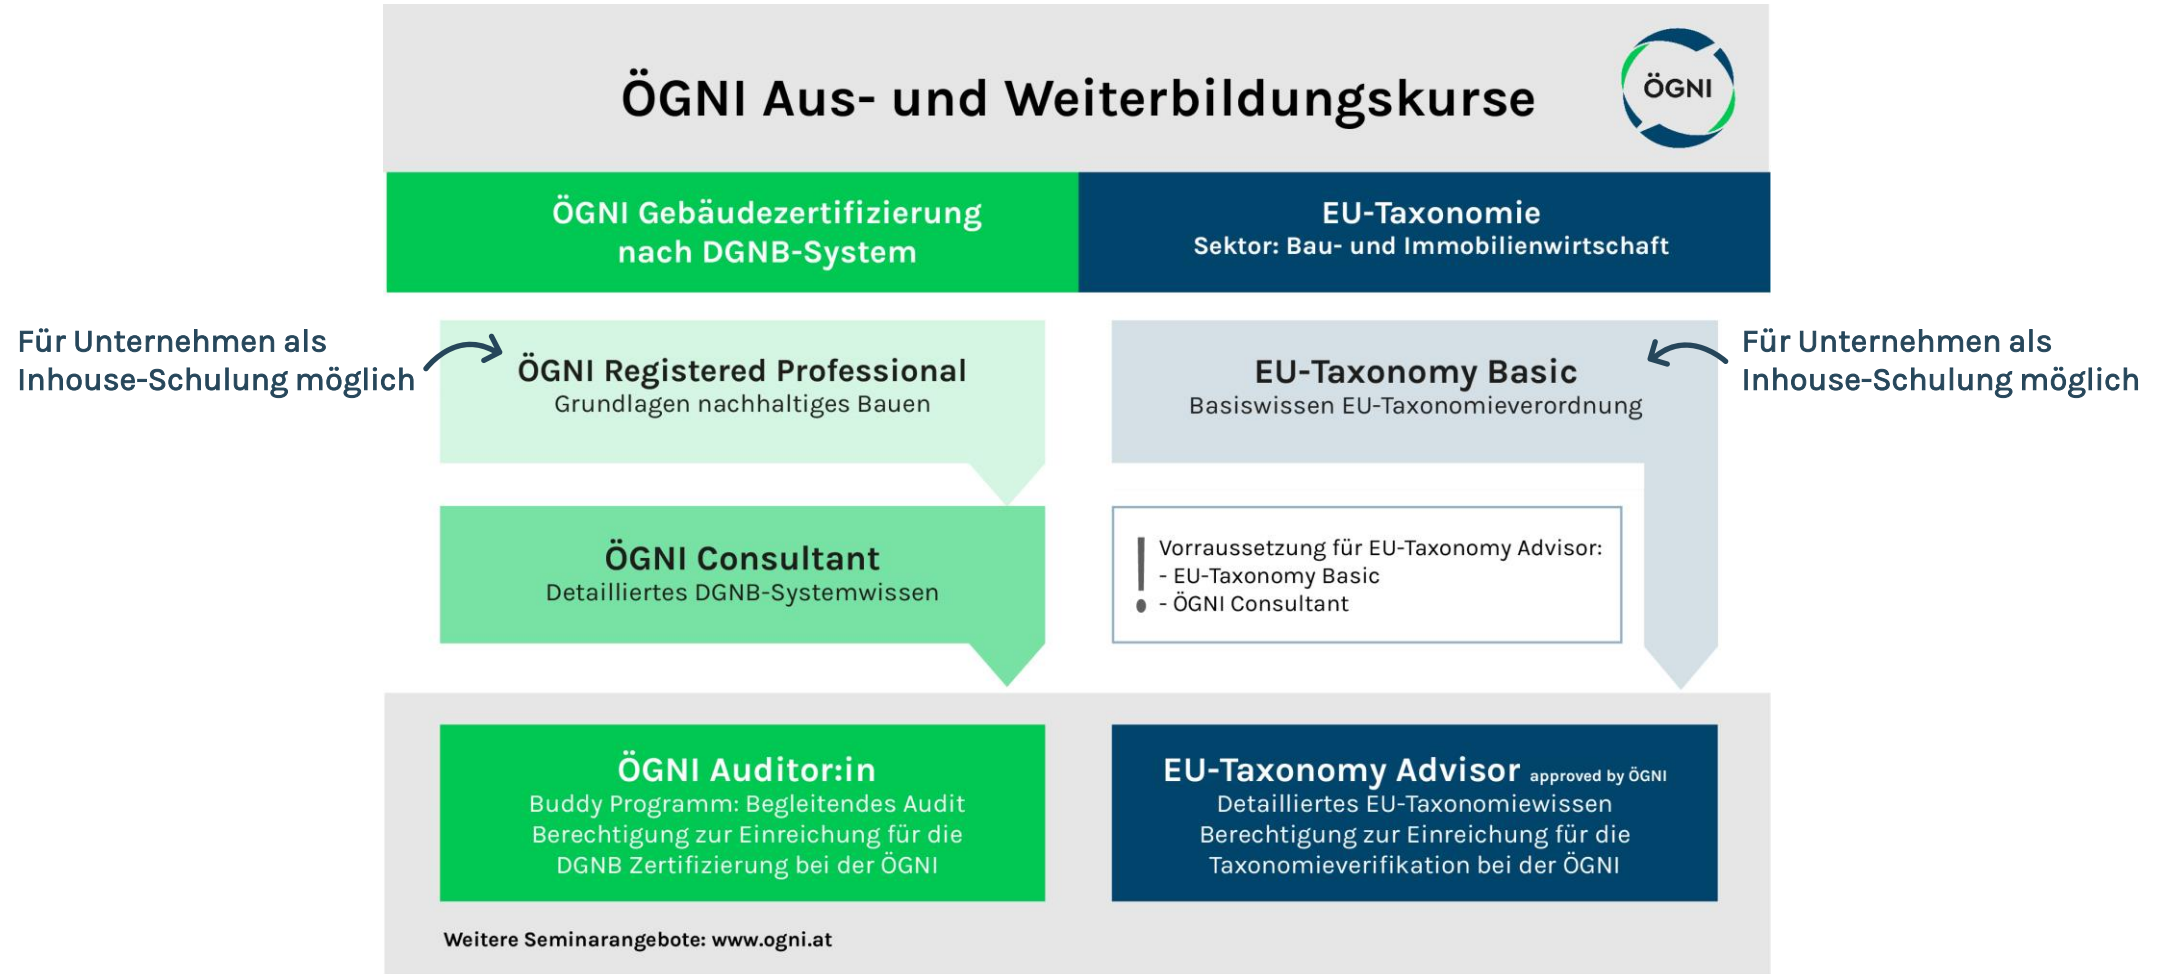 ÖGNI Aus- und Weiterbildungskurse
ÖGNI
ÖGNI Gebäudezertifizierung
nach DGNB-System
EU-Taxonomie
Sektor: Bau- und Immobilienwirtschaft
Für Unternehmen als
Inhouse-Schulung möglich
ÖGNI Registered Professional
Grundlagen nachhaltiges Bauen
EU-Taxonomy Basic
Basiswissen EU-Taxonomieverordnung
Für Unternehmen als
Inhouse-Schulung möglich
ÖGNI Consultant
Detailliertes DGNB-Systemwissen
! Vorraussetzung für EU-Taxonomy Advisor:
- EU-Taxonomy Basic
- ÖGNI Consultant
ÖGNI Auditor:in
Buddy Programm: Begleitendes Audit
Berechtigung zur Einreichung für die
DGNB Zertifizierung bei der ÖGNI
EU-Taxonomy Advisor approved by ÖGNI
Detailliertes EU-Taxonomiewissen
Berechtigung zur Einreichung für die
Taxonomieverifikation bei der ÖGNI
Weitere Seminarangebote: www.ogni.at